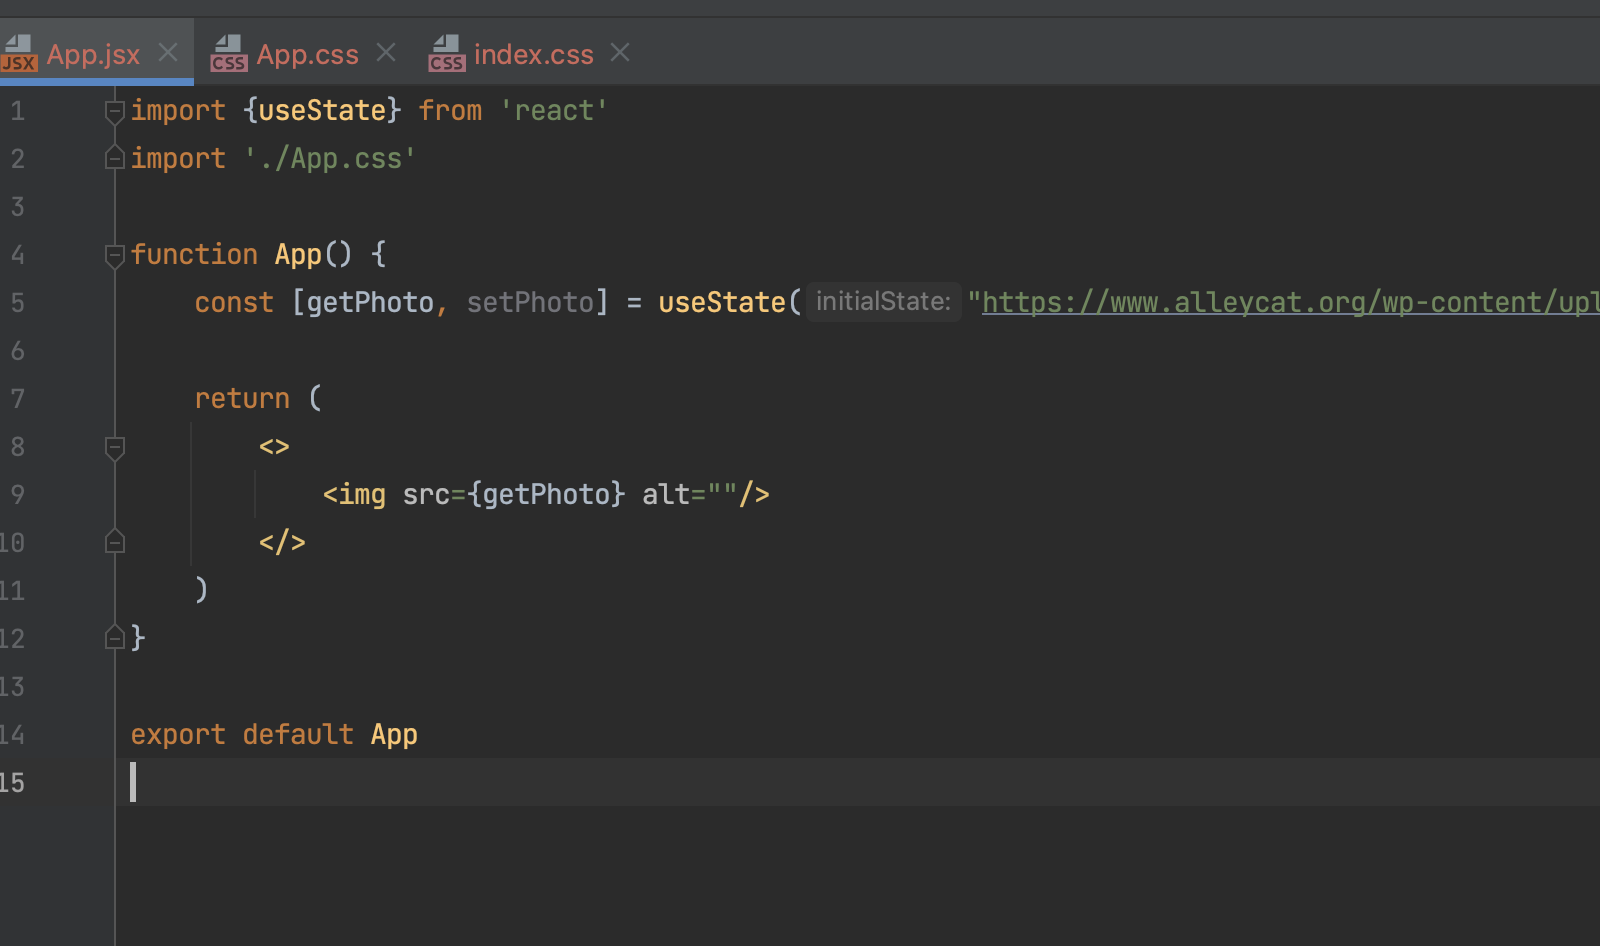 JSX App.jsx CSS App.css CSS index.css
1 import {useState} from 'react'
2 import './App.css'
3
4 function App() {
5 const [getPhoto, setPhoto] = useState( initialState: "https://www.alleycat.org/wp-content/upl
6
7 return (
8 <>
9 <img src={getPhoto} alt=""/>
10 </>
11 )
12 }
13
14 export default App
15